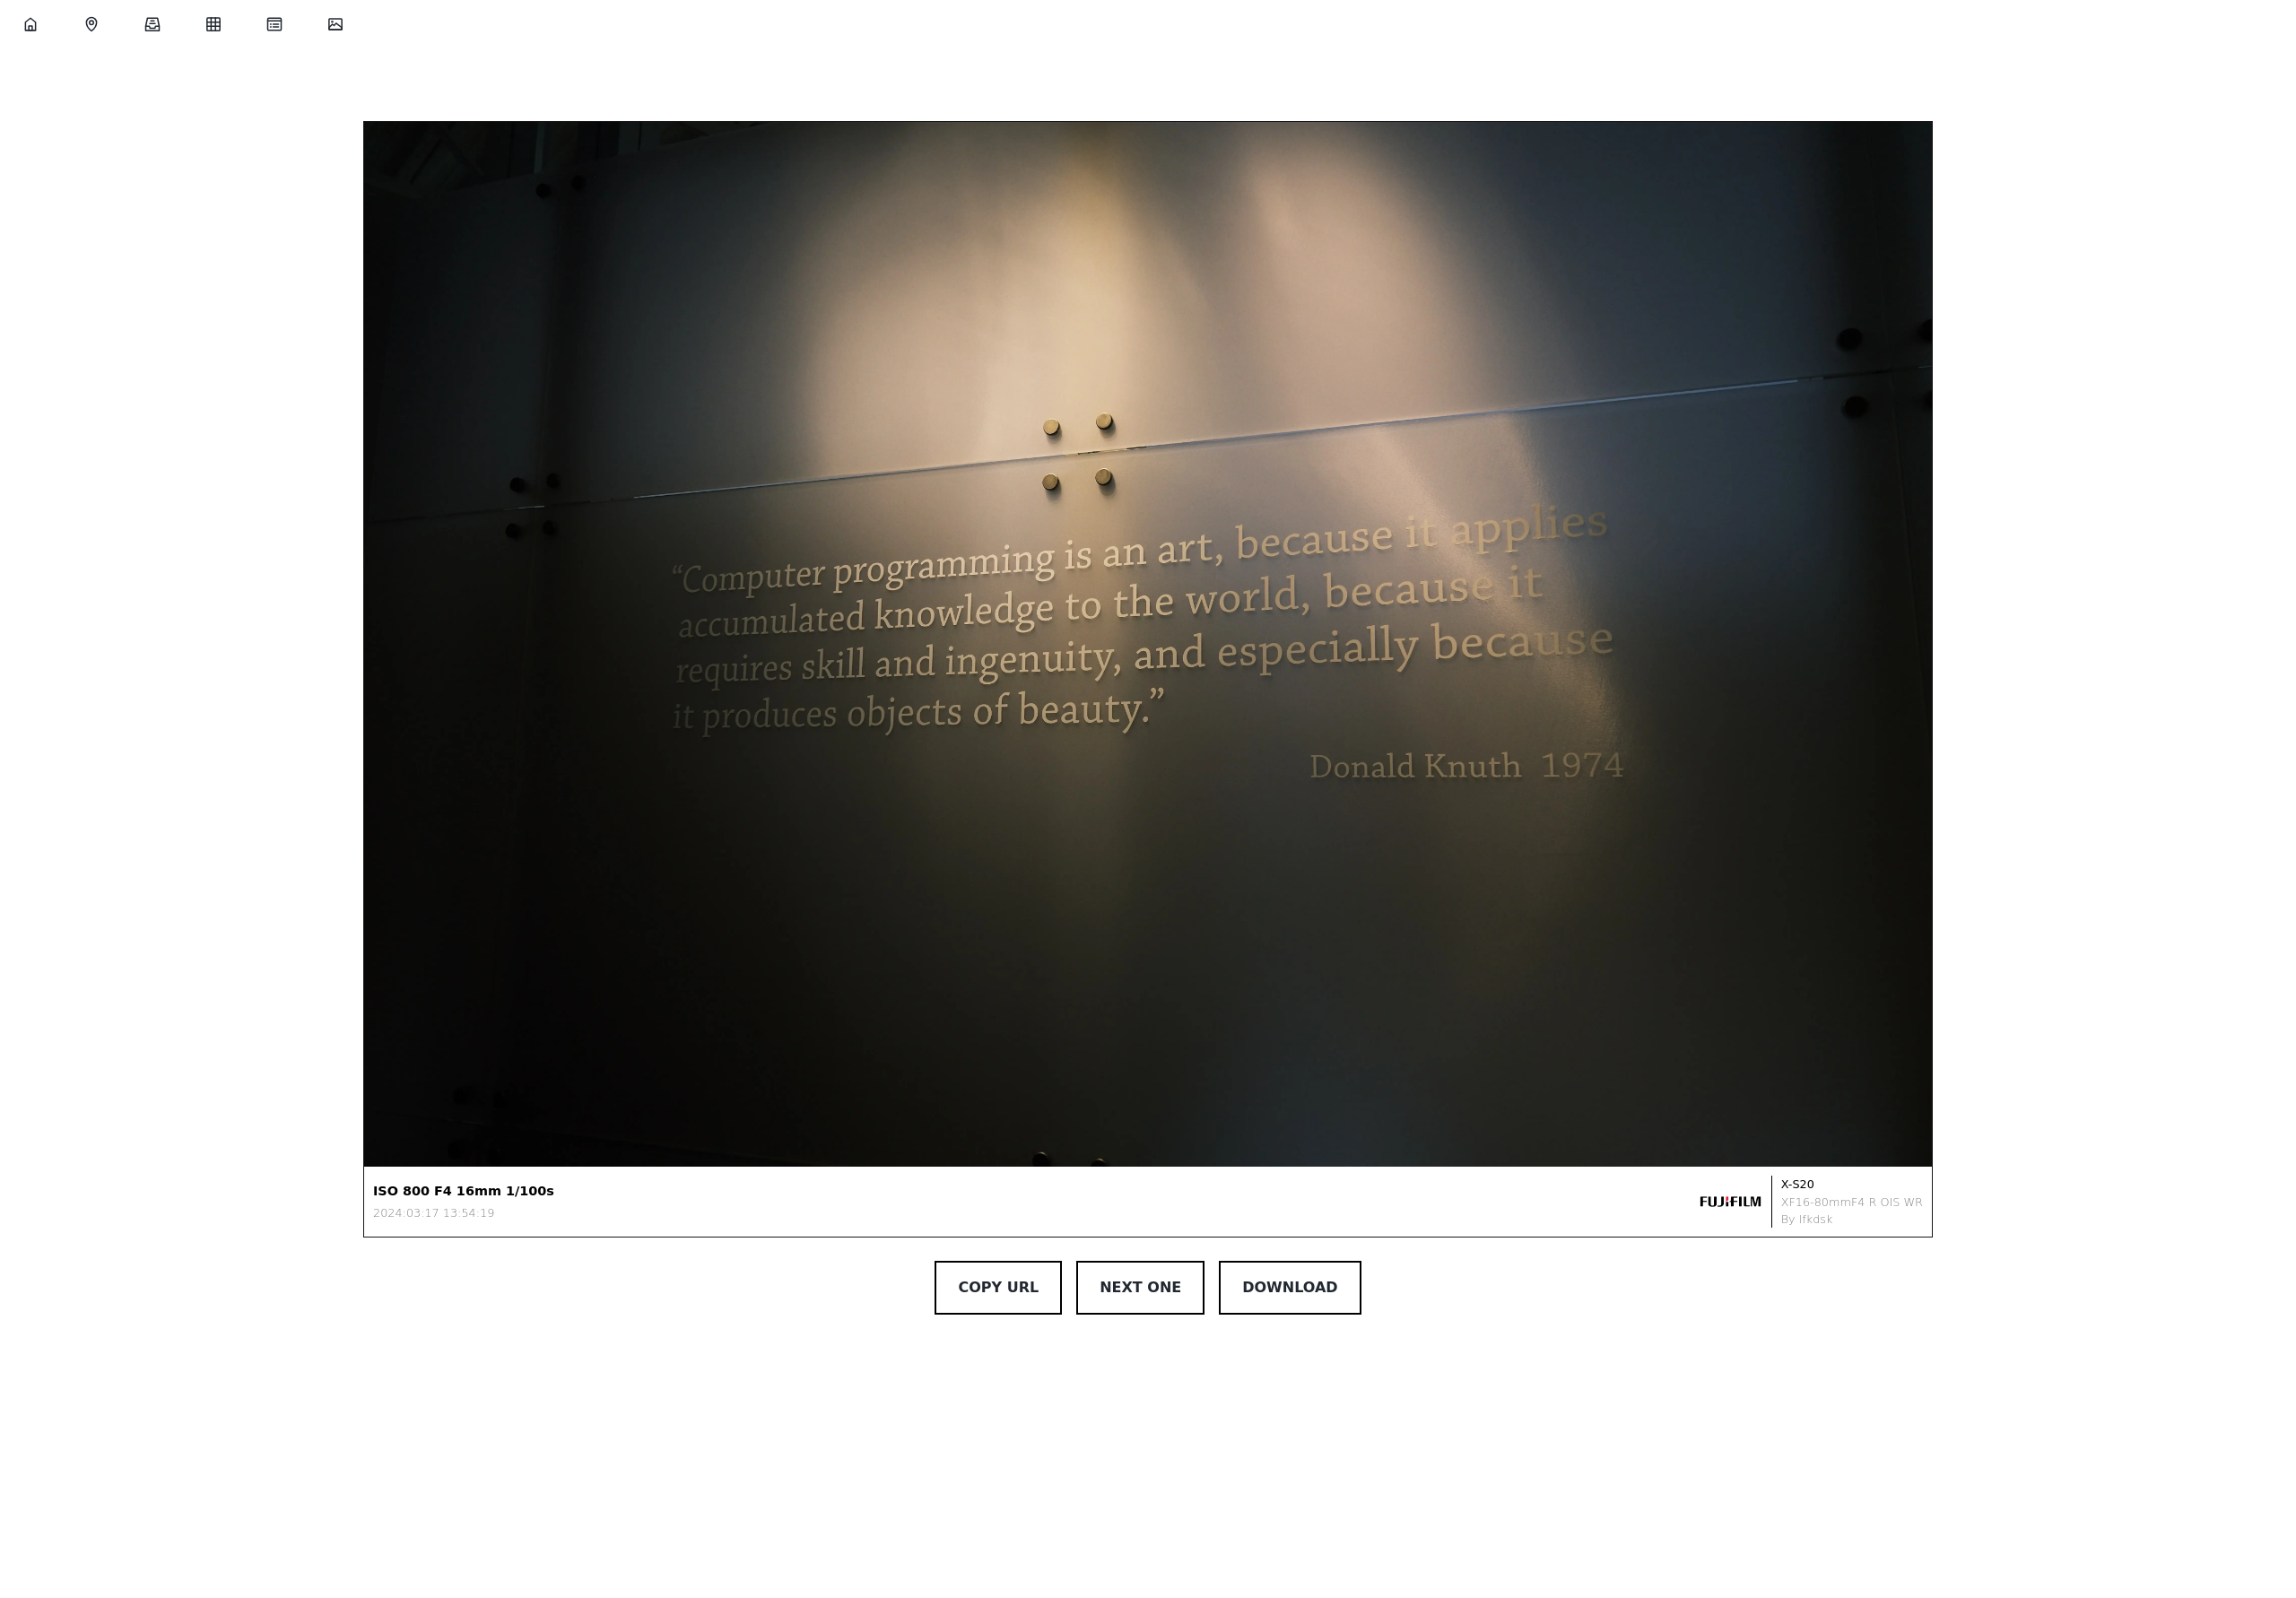 “Computer programming is an art, because it applies
accumulated knowledge to the world, because it
requires skill and ingenuity, and especially because
it produces objects of beauty.”
Donald Knuth 1974
ISO 800 F4 16mm 1/100s
2024:03:17 13:54:19
FUJIFILM
X-S20
XF16-80mmF4 R OIS WR
By lfkdsk
COPY URL
NEXT ONE
DOWNLOAD